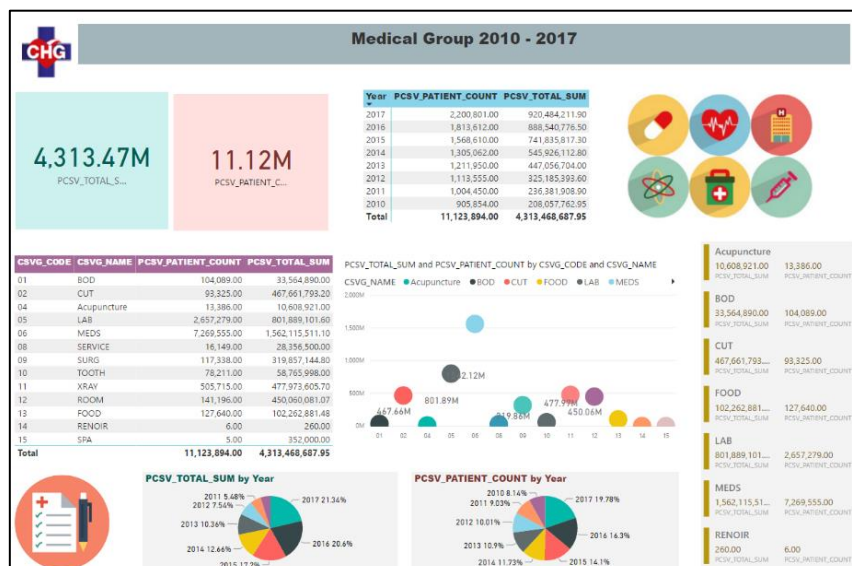 CHG
Medical Group 2010 - 2017
4,313.47M
PCSV_TOTAL_S...
11.12M
PCSV_PATIENT_C...
Year PCSV_PATIENT_COUNT PCSV_TOTAL_SUM
2017 2,200,801.00 920,484,211.90
2016 1,813,612.00 888,540,776.50
2015 1,568,610.00 741,835,817.30
2014 1,305,062.00 545,926,112.80
2013 1,211,950.00 447,056,704.00
2012 1,113,555.00 325,185,393.60
2011 1,004,450.00 236,381,908.90
2010 905,854.00 208,057,762.95
Total 11,123,894.00 4,313,468,687.95
H
CSVG_CODE CSVG_NAME PCSV_PATIENT_COUNT PCSV_TOTAL_SUM
01 BOD 104,089.00 33,564,890.00
02 CUT 93,325.00 467,661,793.20
04 Acupuncture 13,386.00 10,608,921.00
05 LAB 2,657,279.00 801,889,101.60
06 MEDS 7,269,555.00 1,562,115,511.10
08 SERVICE 16,149.00 28,356,500.00
09 SURG 117,338.00 319,857,144.80
10 TOOTH 78,211.00 58,765,998.00
11 XRAY 505,715.00 477,973,605.70
12 ROOM 141,196.00 450,060,081.07
13 FOOD 127,640.00 102,262,881.48
14 RENOIR 6.00 260.00
15 SPA 5.00 352,000.00
Total 11,123,894.00 4,313,468,687.95
PCSV_TOTAL_SUM and PCSV_PATIENT_COUNT by CSVG_CODE and CSVG_NAME
CSVG_NAME Acupuncture BOD CUT FOOD LAB MEDS
2,000M
1,500M
1,000M
500M
0M
467.66M
801.89M
477.97M
450.06M
01 02 04 05 06 08 09 10 11 12 13 14 15
Acupuncture
10,608,921.00 13,386.00
PCSV_TOTAL_SUM PCSV_PATIENT_COUNT
BOD
33,564,890.00 104,089.00
PCSV_TOTAL_SUM PCSV_PATIENT_COUNT
CUT
467,661,793.... 93,325.00
PCSV_TOTAL_SUM PCSV_PATIENT_COUNT
FOOD
102,262,881.... 127,640.00
PCSV_TOTAL_SUM PCSV_PATIENT_COUNT
LAB
801,889,101.... 2,657,279.00
PCSV_TOTAL_SUM PCSV_PATIENT_COUNT
MEDS
1,562,115,51... 7,269,555.00
PCSV_TOTAL_SUM PCSV_PATIENT_COUNT
RENOIR
260.00 6.00
PCSV_TOTAL_SUM PCSV_PATIENT_COUNT
PCSV_TOTAL_SUM by Year
2011 5.48%
2012 7.54%
2013 10.36%
2014 12.66%
2015 17.2%
2016 20.6%
2017 21.34%
PCSV_PATIENT_COUNT by Year
2010 8.14%
2011 9.03%
2012 10.01%
2013 10.9%
2014 11.73%
2015 14.1%
2016 16.3%
2017 19.78%